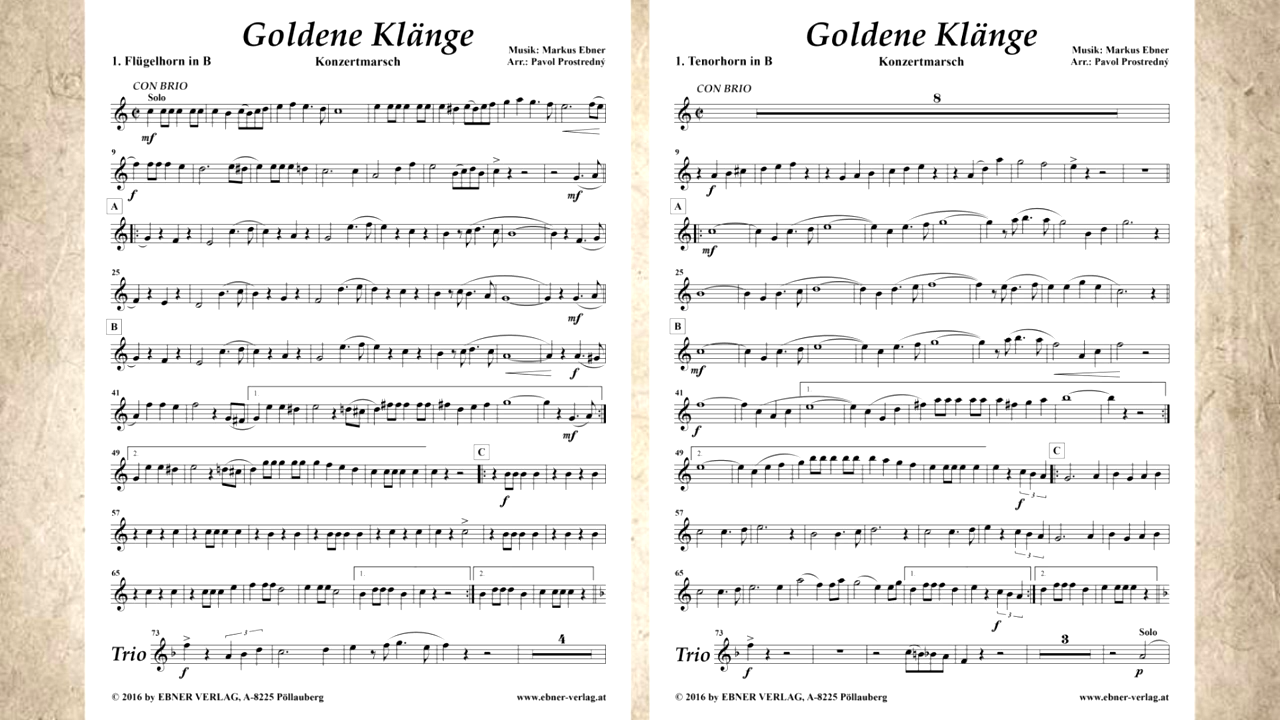 Goldene Klänge
Musik: Markus Ebner
1. Flügelhorn in B
Konzertmarsch
Arr.: Pavol Prostredný
CON BRIO
Solo
mf
9
f
mf
A
25
mf
B
f
41
1.
mf
49
2.
C
f
57
65
1.
2.
73
3
4
Trio
f
© 2016 by EBNER VERLAG, A-8225 Pöllauberg
www.ebner-verlag.at
Goldene Klänge
Musik: Markus Ebner
1. Tenorhorn in B
Konzertmarsch
Arr.: Pavol Prostredný
CON BRIO
8
9
f
A
mf
25
B
mf
41
1.
f
49
2.
C
3
f
57
3
65
1.
2.
3
f
73
3
Solo
Trio
f
p
© 2016 by EBNER VERLAG, A-8225 Pöllauberg
www.ebner-verlag.at